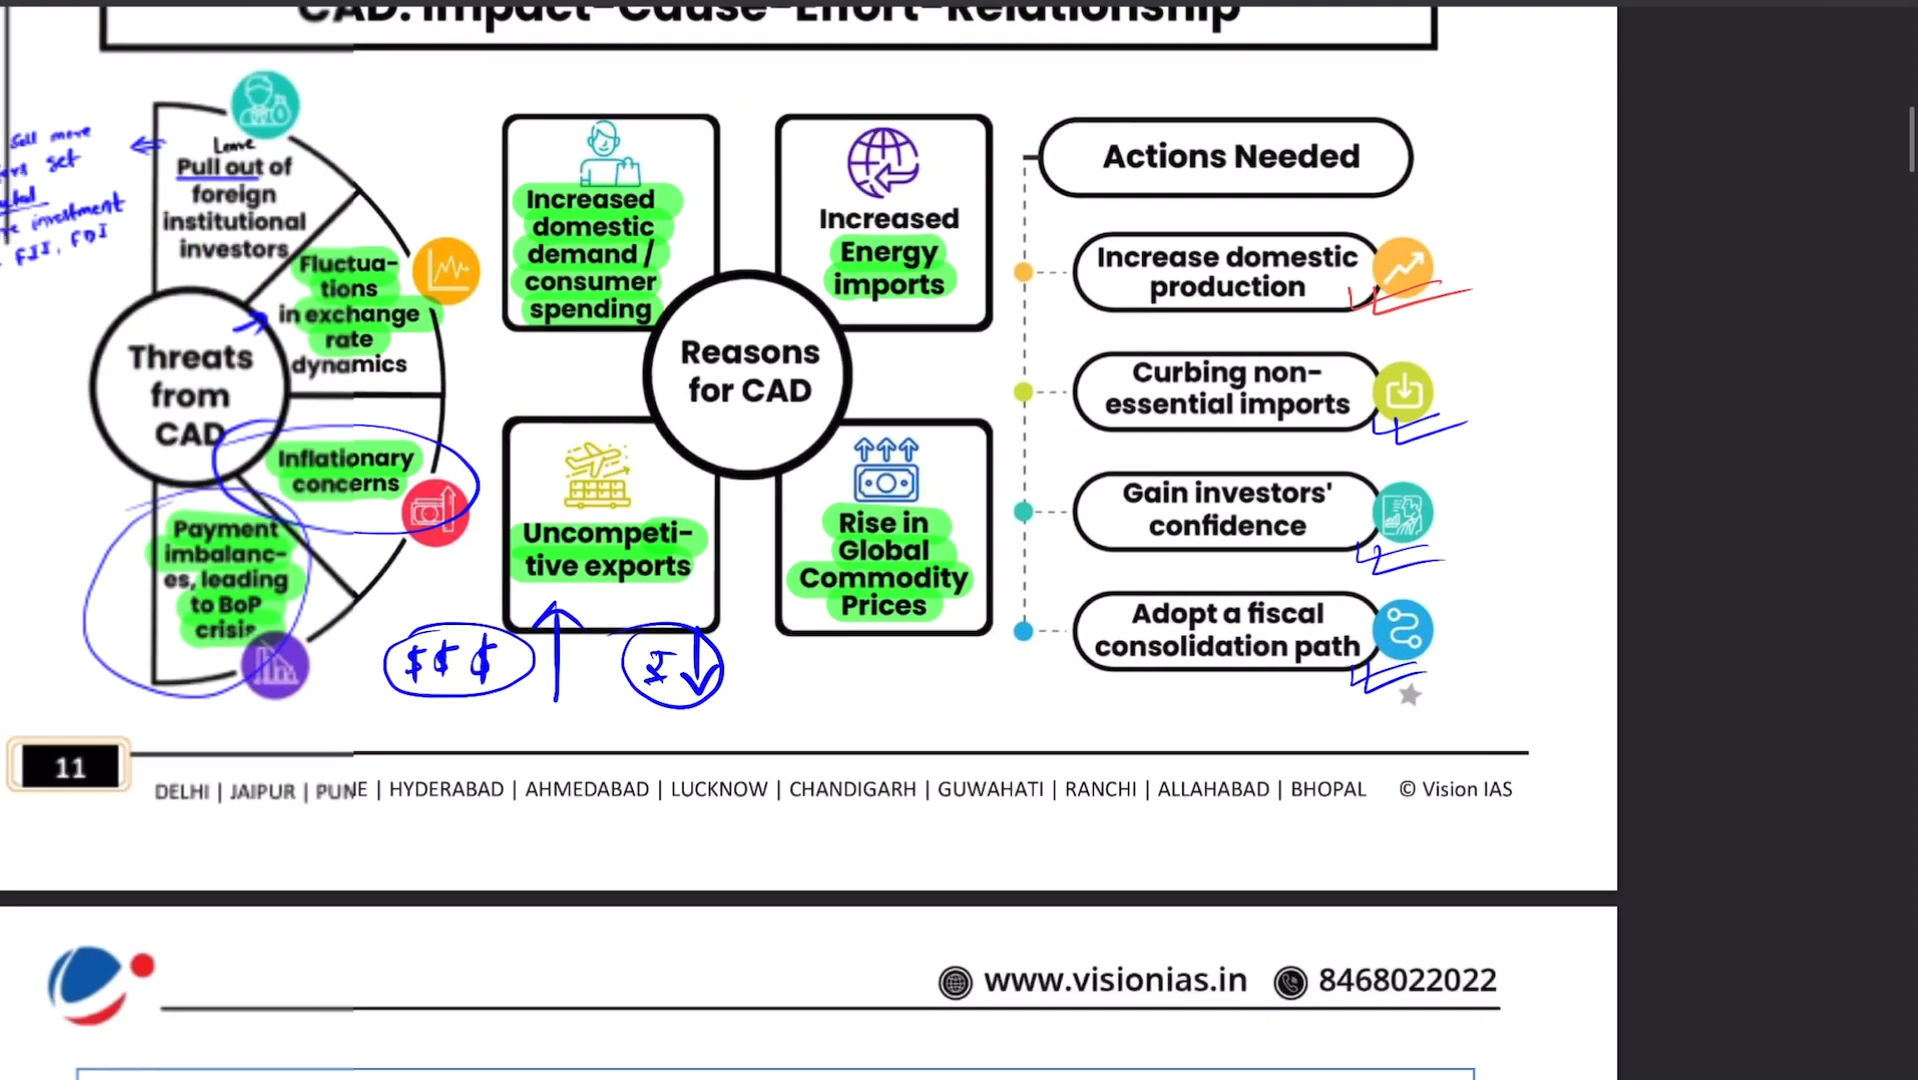 CAD: Impact-Cause-Effort-Relationship
Sell more
set
investment
FII, FDI
Leave
Pull out of
foreign
institutional
investors
Fluctua-
tions
in exchange
rate
dynamics
Threats
from
CAD
Inflationary
concerns
Payment
imbalanc-
es, leading
to BoP
crisis
Increased
domestic
demand /
consumer
spending
Increased
Energy
imports
Reasons
for CAD
Uncompeti-
tive exports
Rise in
Global
Commodity
Prices
$ $ $
₹
Actions Needed
Increase domestic
production
Curbing non-
essential imports
Gain investors'
confidence
Adopt a fiscal
consolidation path
11
DELHI | JAIPUR | PUNE | HYDERABAD | AHMEDABAD | LUCKNOW | CHANDIGARH | GUWAHATI | RANCHI | ALLAHABAD | BHOPAL © Vision IAS
www.visionias.in 8468022022